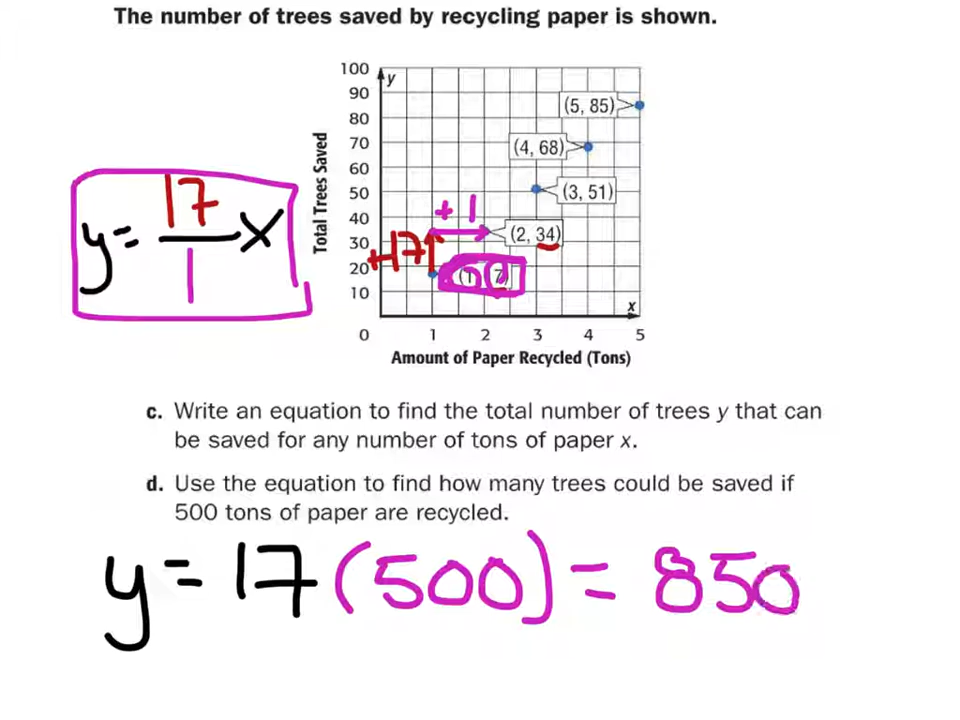 The number of trees saved by recycling paper is shown.
y
100
90
80
70
60
50
40
30
20
10
0
1 2 3 4 5
x
Total Trees Saved
Amount of Paper Recycled (Tons)
(5, 85)
(4, 68)
(3, 51)
(2, 34)
+1
+17
y = 17/1 x
c. Write an equation to find the total number of trees y that can
be saved for any number of tons of paper x.
d. Use the equation to find how many trees could be saved if
500 tons of paper are recycled.
y = 17 (500) = 850